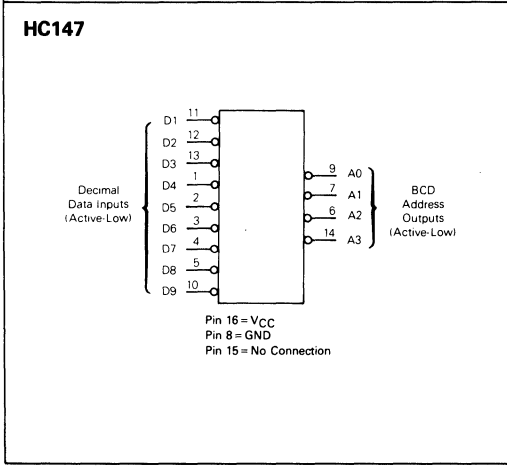 HC147
D1 11
D2 12
D3 13
D4 1
D5 2
D6 3
D7 4
D8 5
D9 10
Decimal
Data Inputs
(Active-Low)
9 A0
7 A1
6 A2
14 A3
BCD
Address
Outputs
(Active-Low)
Pin 16 = VCC
Pin 8 = GND
Pin 15 = No Connection